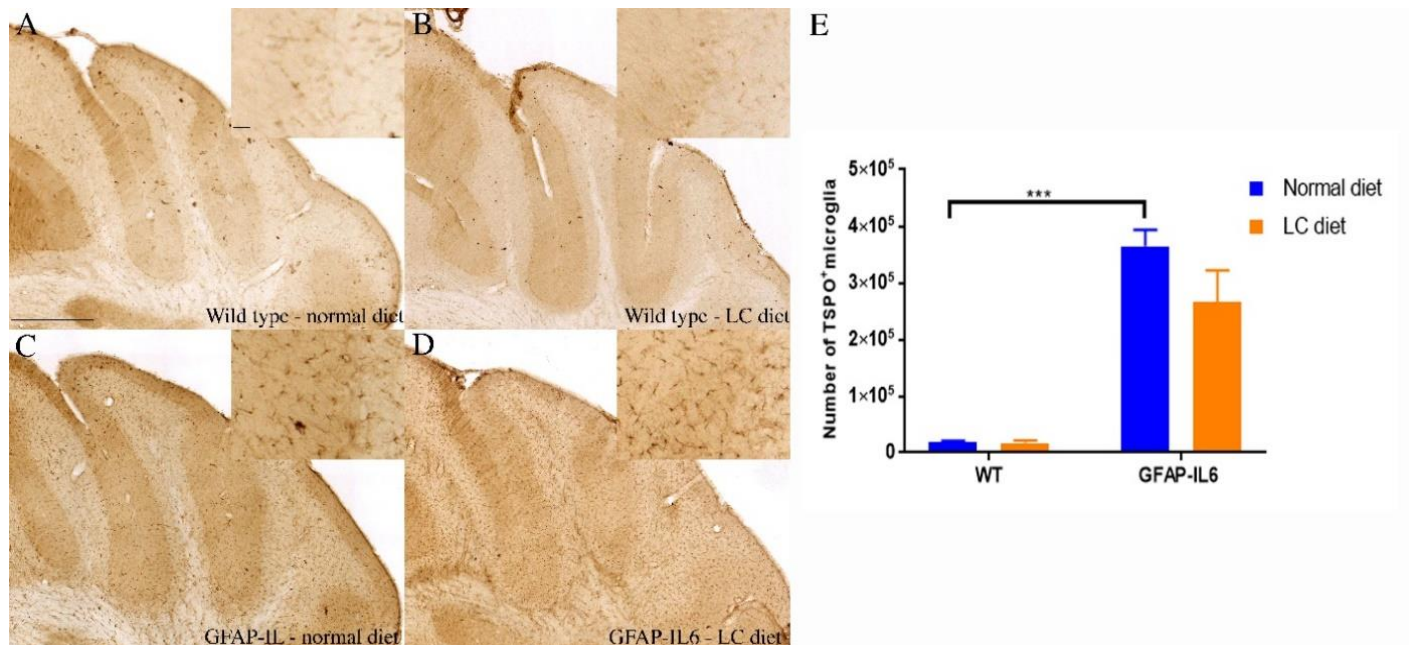 A
Wild type - normal diet
B
Wild type - LC diet
C
GFAP-IL - normal diet
D
GFAP-IL6 - LC diet
E
Number of TSPO⁺microglia
5×10⁵
4×10⁵
3×10⁵
2×10⁵
1×10⁵
0
***
WT
GFAP-IL6
Normal diet
LC diet